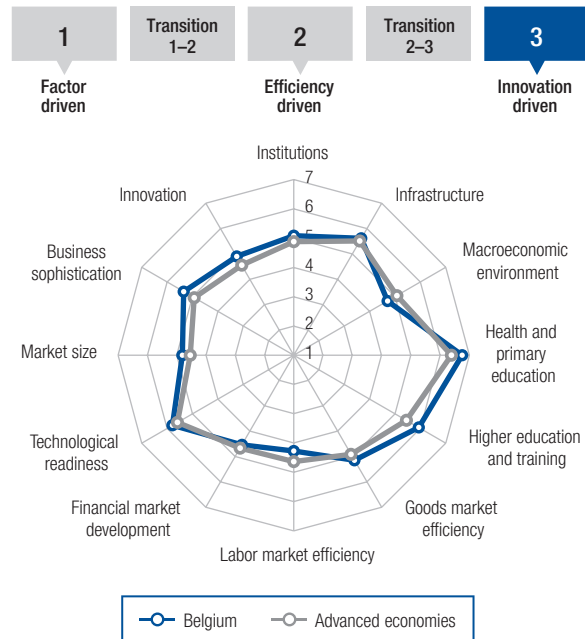 1
Transition
1–2
2
Transition
2–3
3
Factor
driven
Efficiency
driven
Innovation
driven
Institutions
7
Innovation
Infrastructure
6
Business
sophistication
5
Macroeconomic
environment
4
3
2
Market size
1
Health and
primary
education
Technological
readiness
Higher education
and training
Financial market
development
Goods market
efficiency
Labor market efficiency
Belgium
Advanced economies